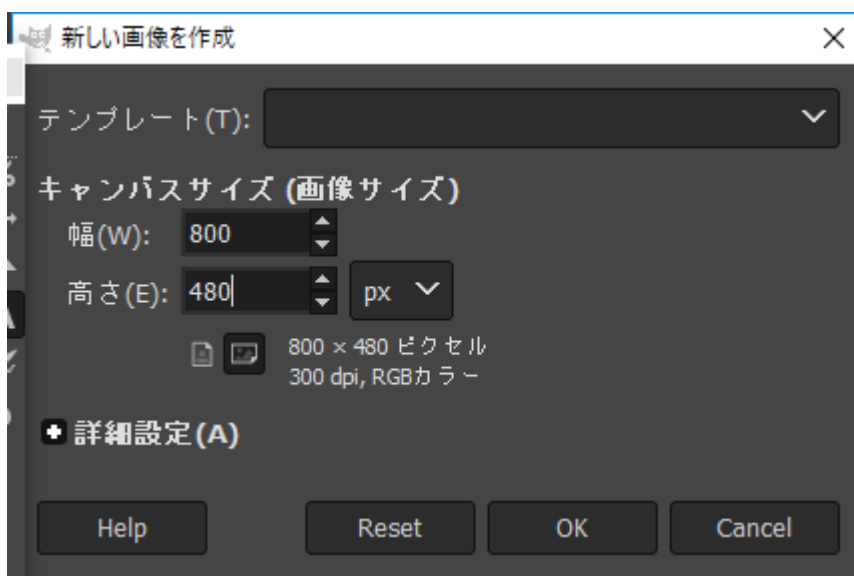 新しい画像を作成
テンプレート(T):
キャンバスサイズ (画像サイズ)
幅(W): 800
高さ(E): 480 px
800 × 480 ピクセル
300 dpi, RGBカラー
詳細設定(A)
Help Reset OK Cancel